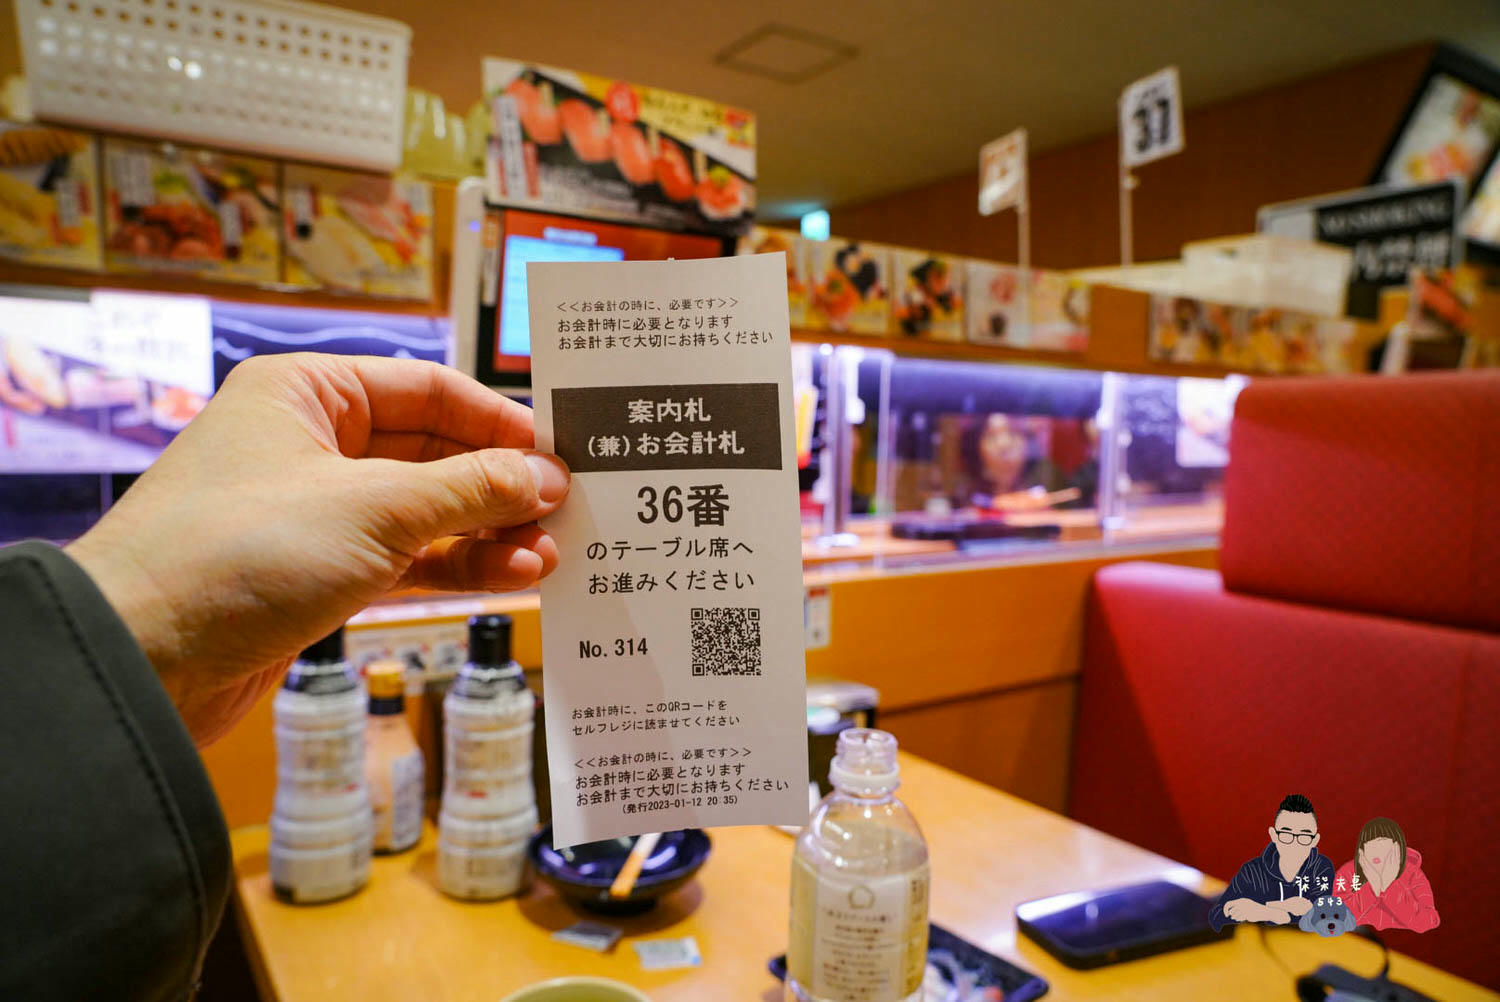 <<お会計の時に、必要です>>
お会計時に必要となります
お会計まで大切にお持ちください
案内札
(兼)お会計札
36番
のテーブル席へ
お進みください
No. 314
お会計時に、このQRコードを
セルフレジに読ませてください
<<お会計の時に、必要です>>
お会計時に必要となります
お会計まで大切にお持ちください
(発行2023-01-12 20:35)
37
NO SMOKING
夫妻
543